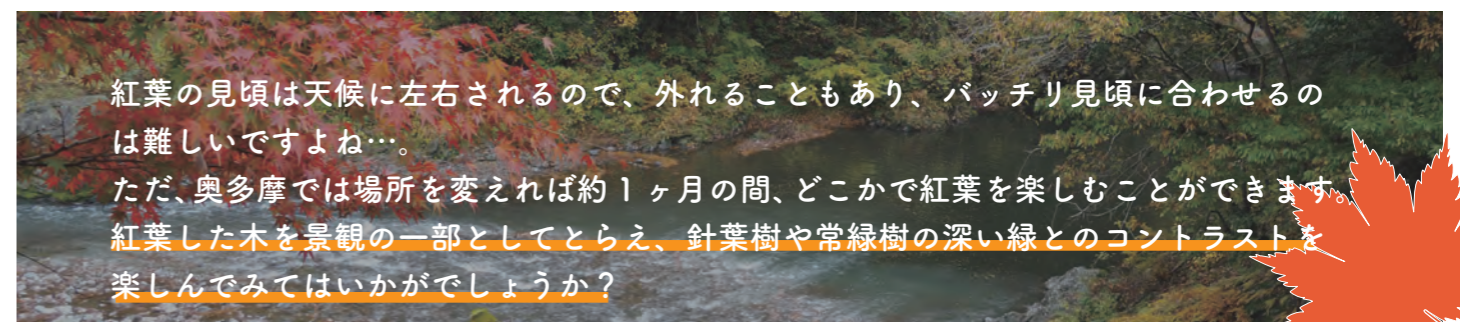 紅葉の見頃は天候に左右されるので、外れることもあり、バッチリ見頃に合わせるの
は難しいですよね…。
ただ、奥多摩では場所を変えれば約1ヶ月の間、どこかで紅葉を楽しむことができます。
紅葉した木を景観の一部としてとらえ、針葉樹や常緑樹の深い緑とのコントラストを
楽しんでみてはいかがでしょうか？